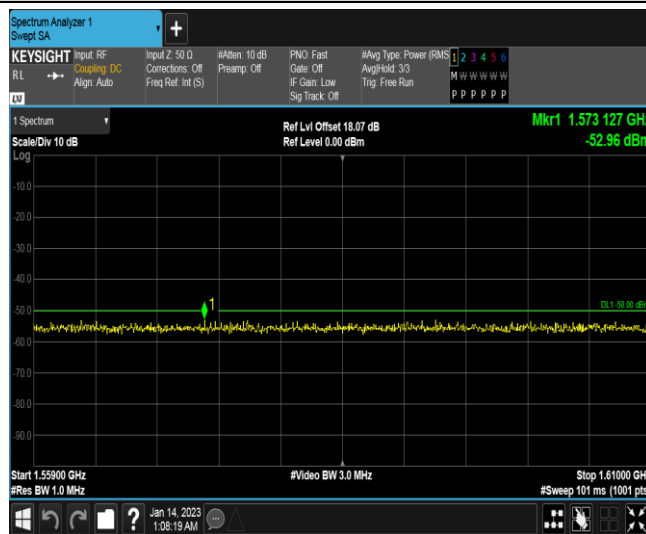 Spectrum Analyzer 1
Swept SA
+
KEYSIGHT Input: RF
RL Coupling: DC
Align: Auto
Input Z: 50 Ω
Corrections: Off
Freq Ref: Int (S)
#Atten: 10 dB
Preamp: Off
PNO: Fast
Gate: Off
IF Gain: Low
Sig Track: Off
#Avg Type: Power (RMS
Avg|Hold: 3/3
Trig: Free Run
1 2 3 4 5 6
M W W W W W
P P P P P P
LXI
1 Spectrum
Scale/Div 10 dB
Ref Lvl Offset 18.07 dB
Ref Level 0.00 dBm
Mkr1 1.573 127 GHz
-52.96 dBm
Log
-10.0
-20.0
-30.0
-40.0
-50.0
-60.0
-70.0
-80.0
-90.0
1
DL1 -50.00 dBm
Start 1.55900 GHz
#Res BW 1.0 MHz
#Video BW 3.0 MHz
Stop 1.61000 GH
#Sweep 101 ms (1001 pts
?
Jan 14, 2023
1:08:19 AM